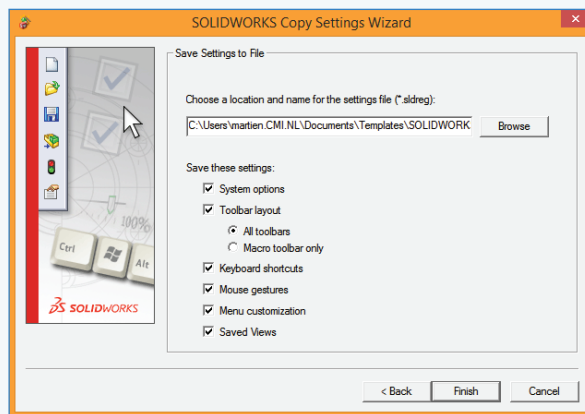 SOLIDWORKS Copy Settings Wizard
Save Settings to File
Choose a location and name for the settings file (*.sldreg):
C:\Users\martien.CMI.NL\Documents\Templates\SOLIDWORK
Browse
Save these settings:
System options
Toolbar layout
All toolbars
Macro toolbar only
Keyboard shortcuts
Mouse gestures
Menu customization
Saved Views
100%
Ctrl
Alt
SOLIDWORKS
< Back
Finish
Cancel